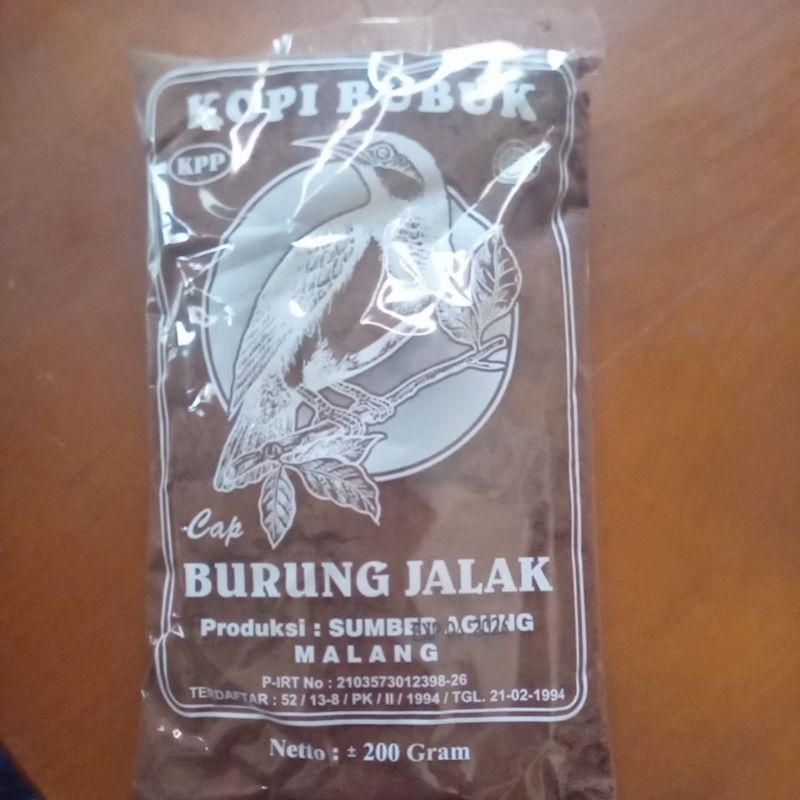 KOPI BUBUK
KPP
Cap
BURUNG JALAK
Produksi : SUMBER AGUNG
MALANG
P-IRT No : 2103573012398-26
TERDAFTAR : 52 / 13-8 / PK / II / 1994 / TGL. 21-02-1994
Netto : ± 200 Gram